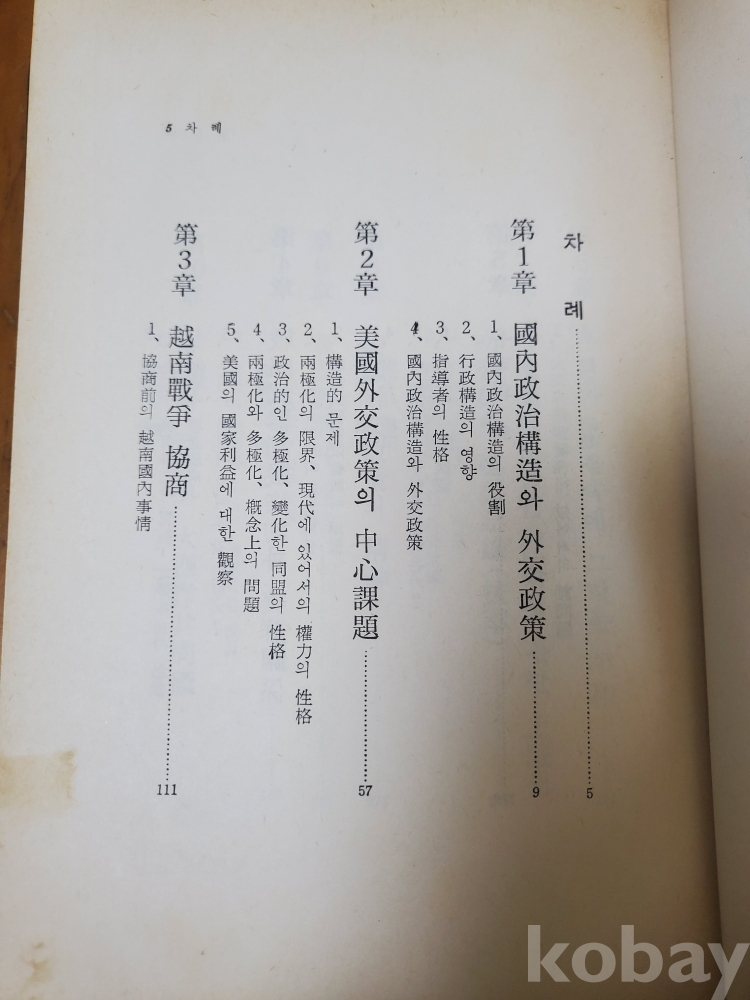 5 차 례
차 례 5
第1章 國內政治構造와 外交政策 9
1、國內政治構造의 役割
2、行政構造의 영향
3、指導者의 性格
4、國內政治構造와 外交政策
第2章 美國外交政策의 中心課題 57
1、構造的 문제
2、兩極化의 限界、現代에 있어서의 權力의 性格
3、政治的인 多極化、變化한 同盟의 性格
4、兩極化와 多極化、槪念上의 問題
5、美國의 國家利益에 대한 觀察
第3章 越南戰爭 協商 111
1、協商前의 越南國內事情
kobay